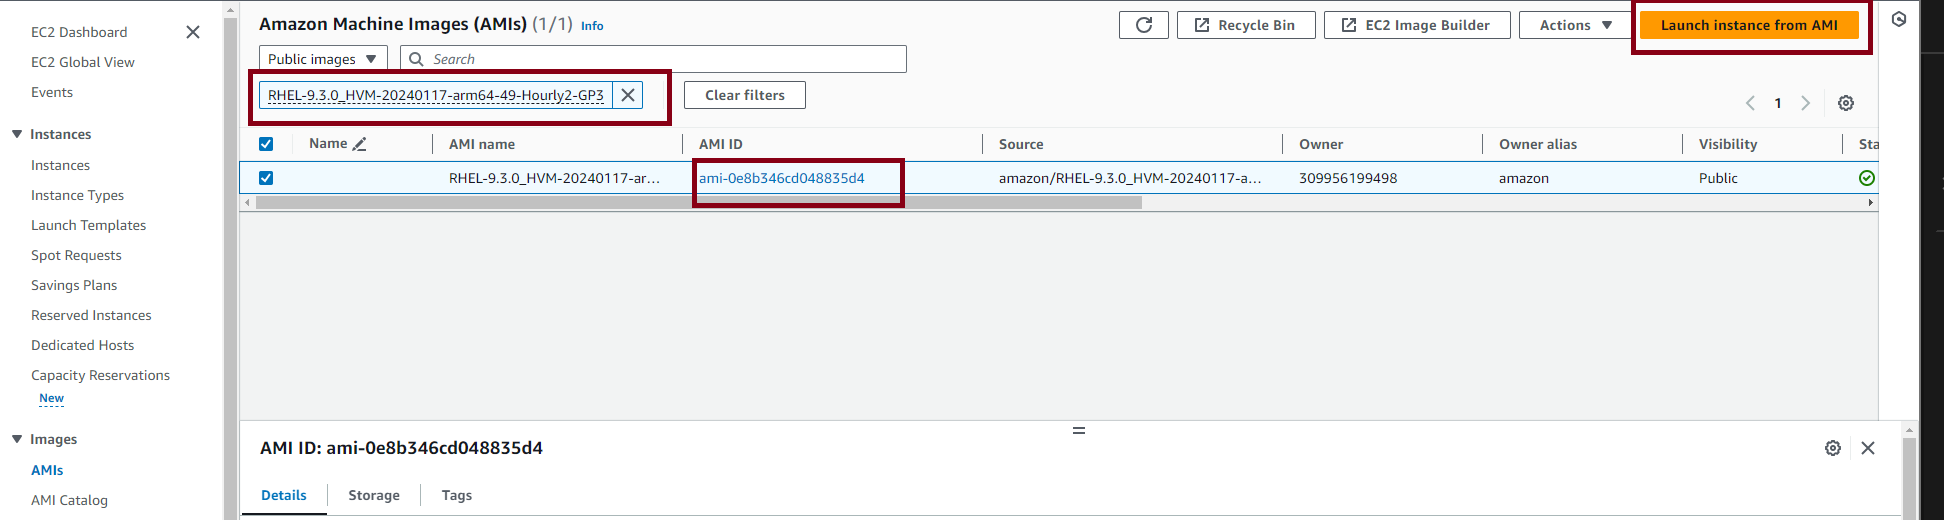 EC2 Dashboard
EC2 Global View
Events
Instances
Instances
Instance Types
Launch Templates
Spot Requests
Savings Plans
Reserved Instances
Dedicated Hosts
Capacity Reservations
New
Images
AMIs
AMI Catalog
Amazon Machine Images (AMIs) (1/1) Info
Recycle Bin
EC2 Image Builder
Actions
Launch instance from AMI
Public images
Search
RHEL-9.3.0_HVM-20240117-arm64-49-Hourly2-GP3
Clear filters
1
Name AMI name AMI ID Source Owner Owner alias Visibility Sta
RHEL-9.3.0_HVM-20240117-ar... ami-0e8b346cd048835d4 amazon/RHEL-9.3.0_HVM-20240117-a... 309956199498 amazon Public
AMI ID: ami-0e8b346cd048835d4
Details Storage Tags